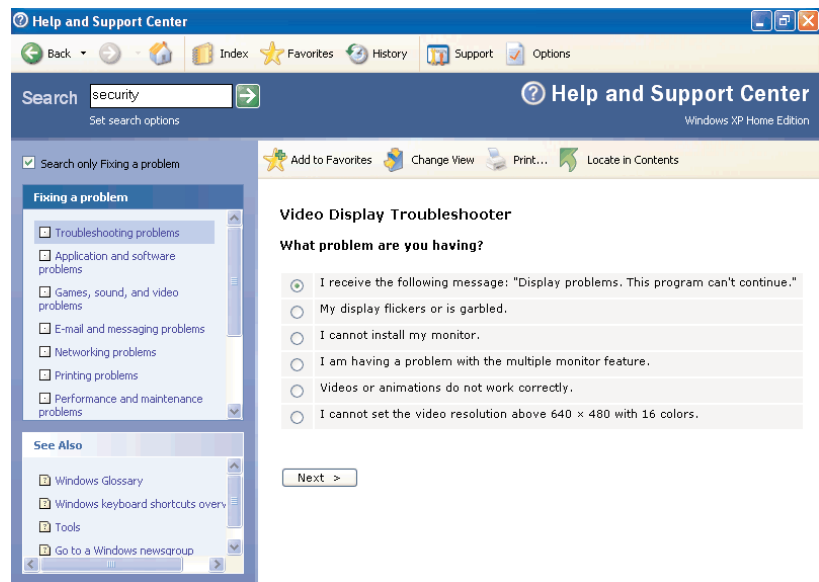 Help and Support Center
Back Index Favorites History Support Options
Search security
Set search options
Help and Support Center
Windows XP Home Edition
Search only Fixing a problem
Fixing a problem
Troubleshooting problems
Application and software
problems
Games, sound, and video
problems
E-mail and messaging problems
Networking problems
Printing problems
Performance and maintenance
problems
See Also
Windows Glossary
Windows keyboard shortcuts overv
Tools
Go to a Windows newsgroup
Add to Favorites Change View Print... Locate in Contents
Video Display Troubleshooter
What problem are you having?
I receive the following message: "Display problems. This program can't continue."
My display flickers or is garbled.
I cannot install my monitor.
I am having a problem with the multiple monitor feature.
Videos or animations do not work correctly.
I cannot set the video resolution above 640 × 480 with 16 colors.
Next >